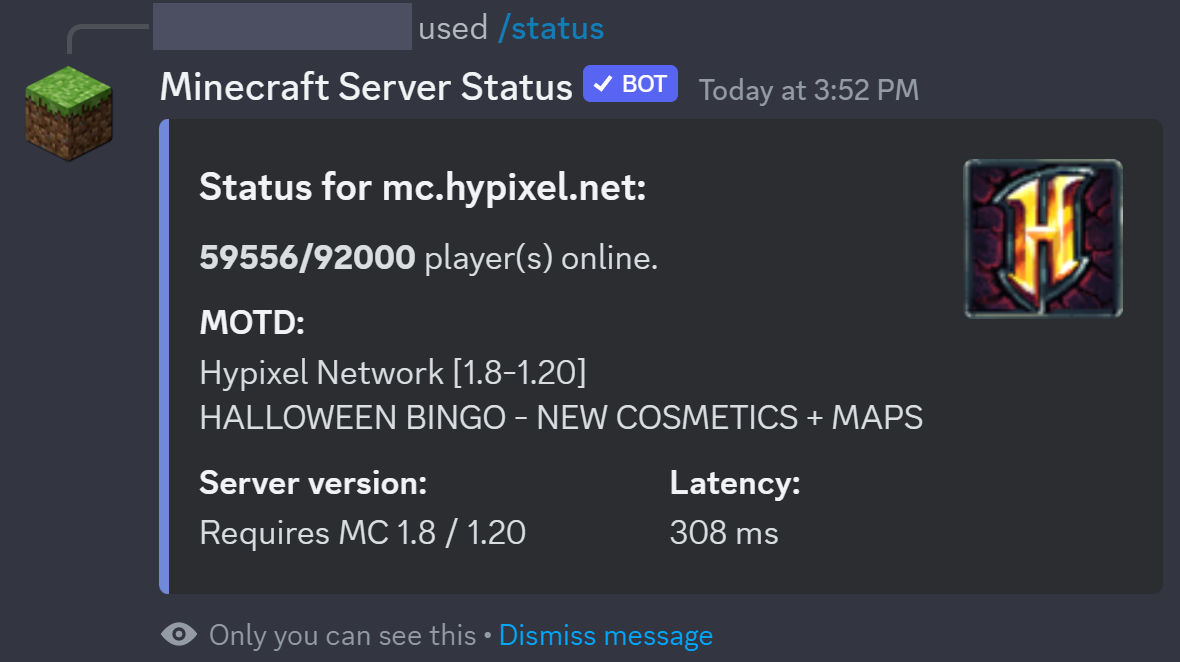 used /status
Minecraft Server Status ✓ BOT Today at 3:52 PM
Status for mc.hypixel.net:
59556/92000 player(s) online.
MOTD:
Hypixel Network [1.8-1.20]
HALLOWEEN BINGO - NEW COSMETICS + MAPS
Server version: Latency:
Requires MC 1.8 / 1.20 308 ms
H
Only you can see this • Dismiss message